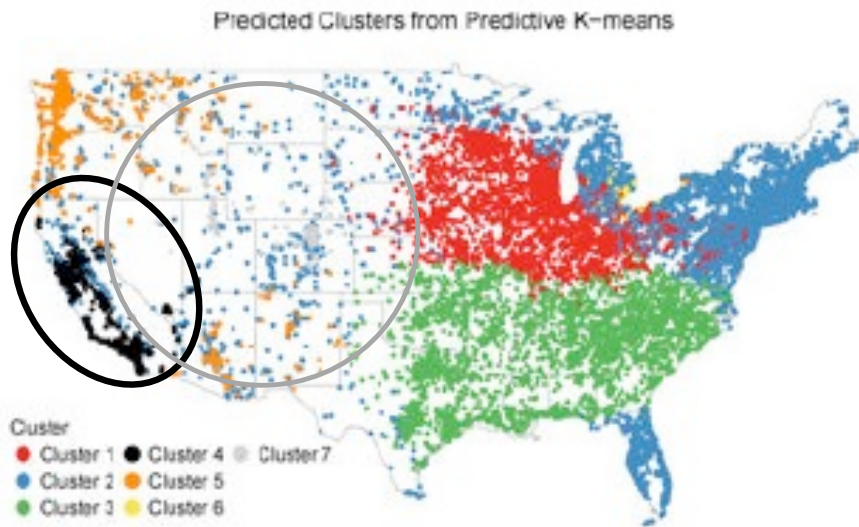 Predicted Clusters from Predictive K-means
Custer
Cluster 1 Cluster 4 Cluster 7
Cluster 2 Cluster 5
Cluster 3 Cluster 6